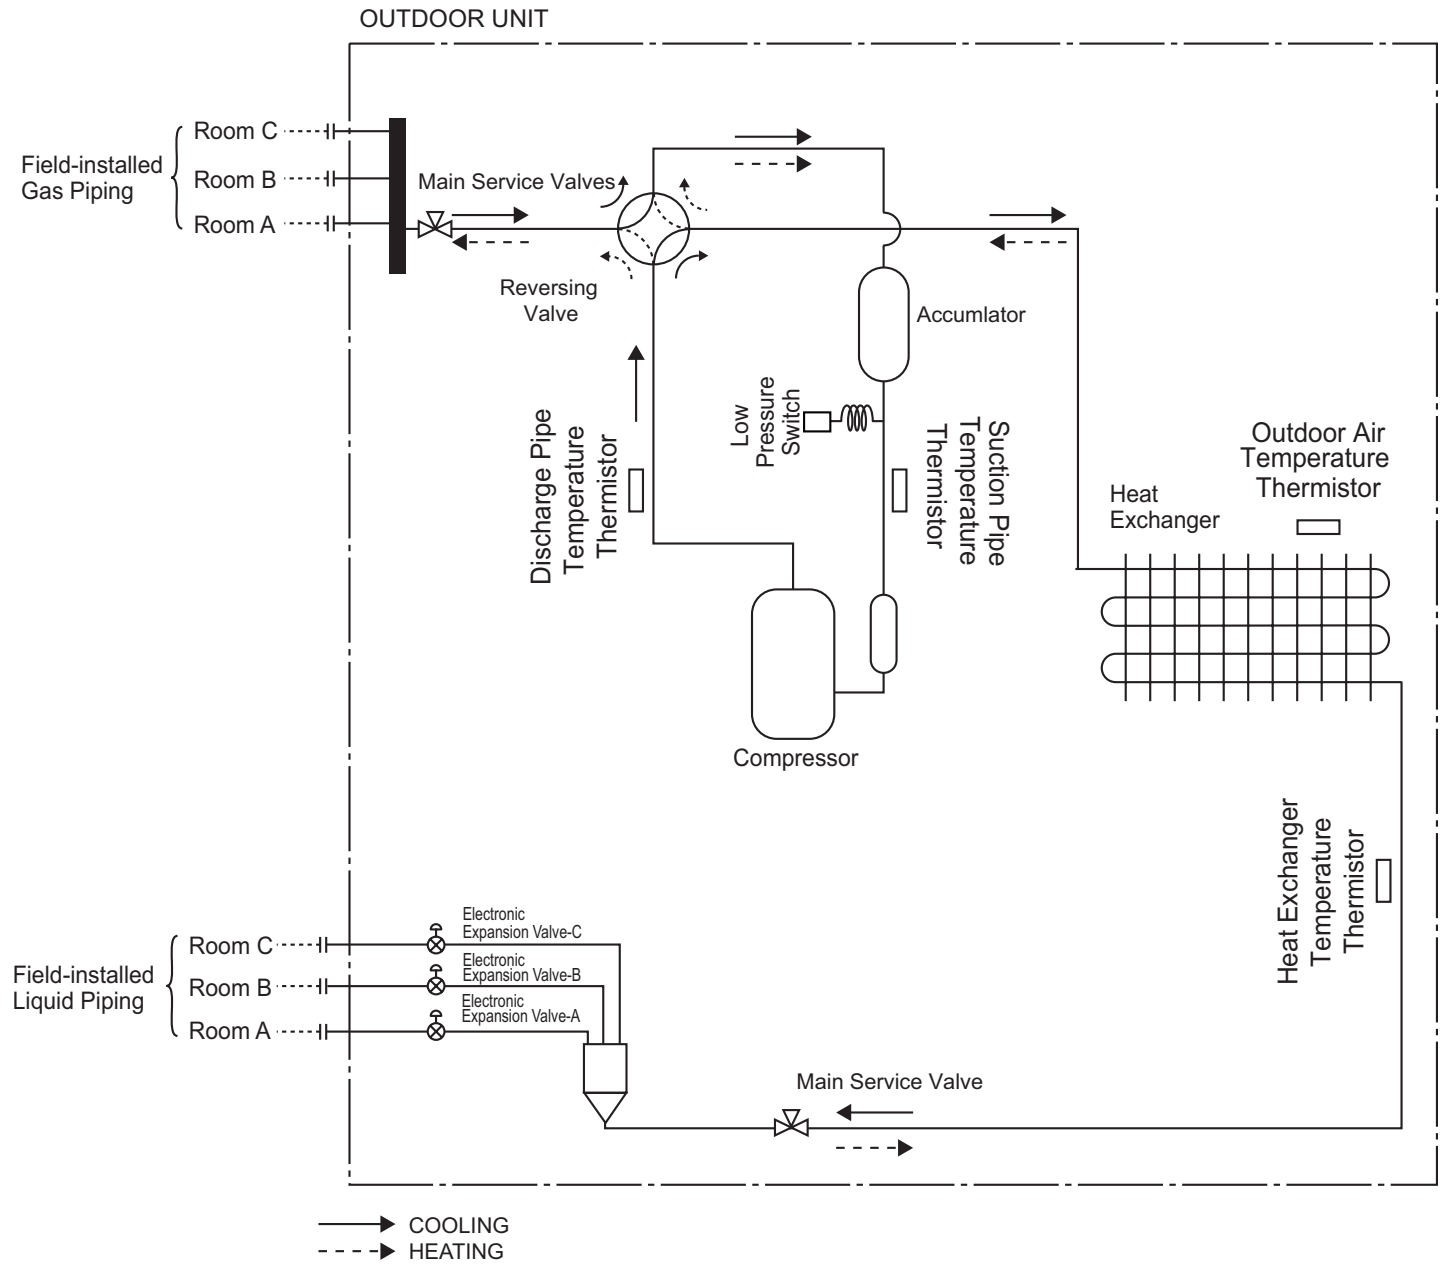 OUTDOOR UNIT
Field-installed
Gas Piping
Room C
Room B
Room A
Main Service Valves
Reversing
Valve
Accumlator
Low
Pressure
Switch
Discharge Pipe
Temperature
Thermistor
Suction Pipe
Temperature
Thermistor
Outdoor Air
Temperature
Thermistor
Heat
Exchanger
Compressor
Heat Exchanger
Temperature
Thermistor
Field-installed
Liquid Piping
Room C
Room B
Room A
Electronic
Expansion Valve-C
Electronic
Expansion Valve-B
Electronic
Expansion Valve-A
Main Service Valve
COOLING
HEATING